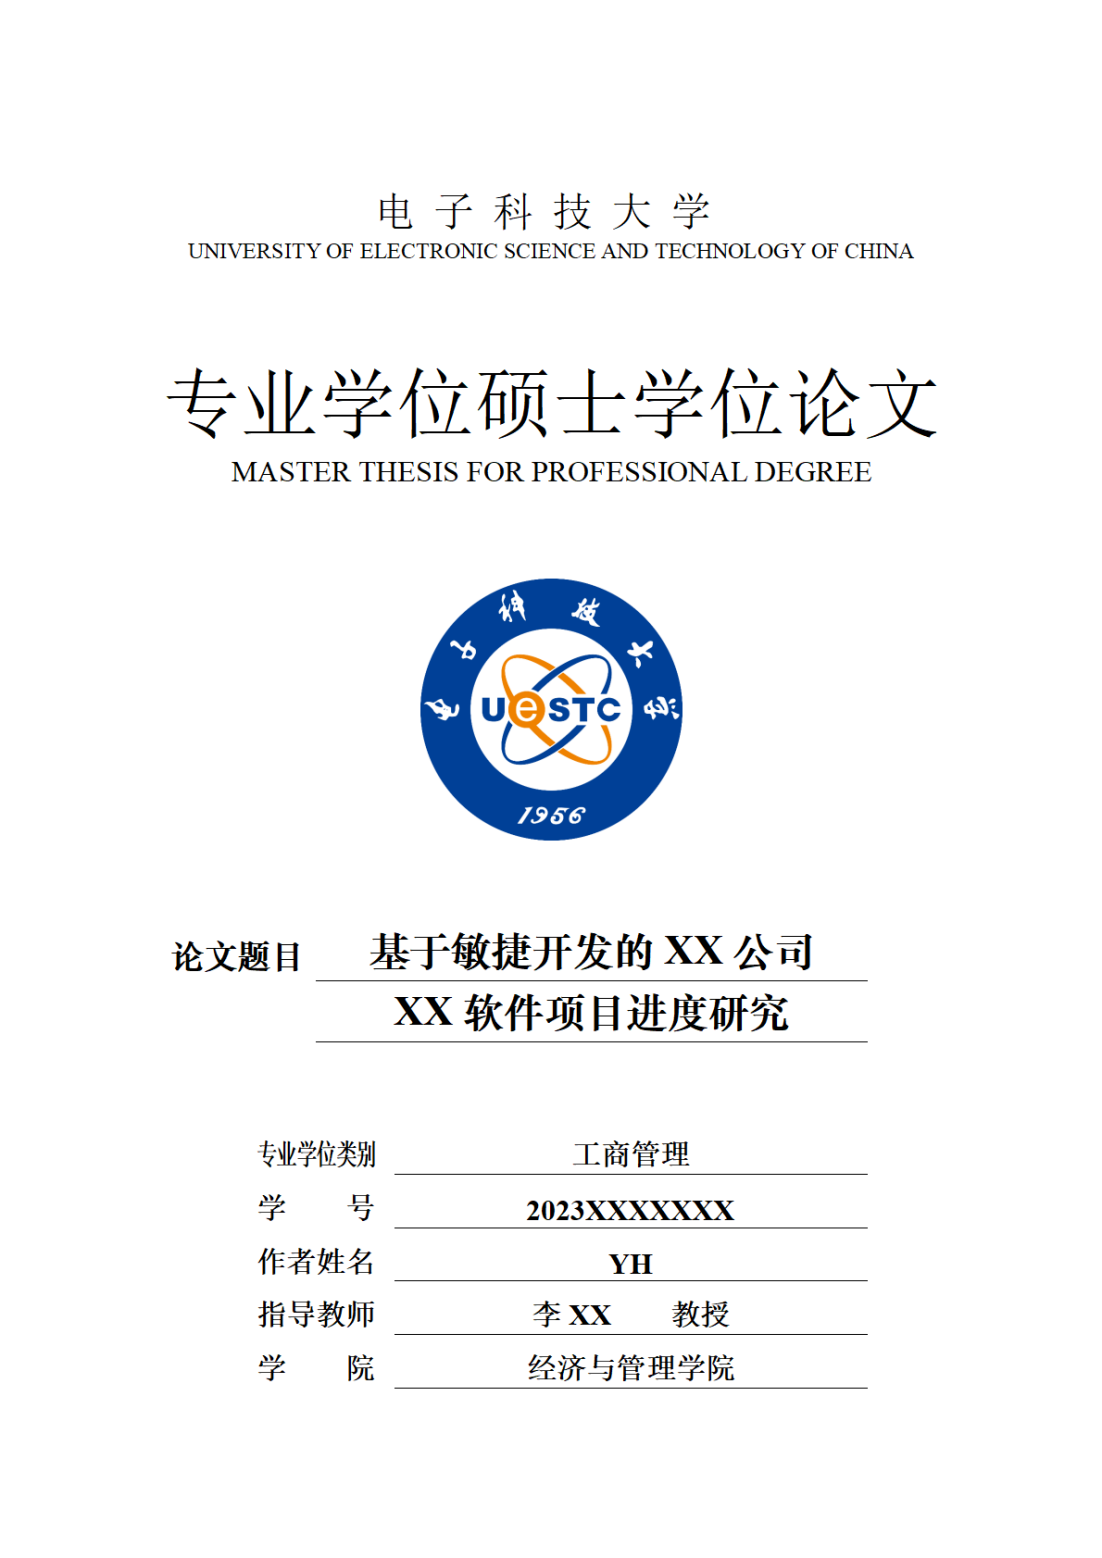 电子科技大学
UNIVERSITY OF ELECTRONIC SCIENCE AND TECHNOLOGY OF CHINA
专业学位硕士学位论文
MASTER THESIS FOR PROFESSIONAL DEGREE
电子科技大学
UeSTC
1956
论文题目 基于敏捷开发的 XX 公司
XX 软件项目进度研究
专业学位类别 工商管理
学 号 2023XXXXXXX
作者姓名 YH
指导教师 李 XX 教授
学 院 经济与管理学院